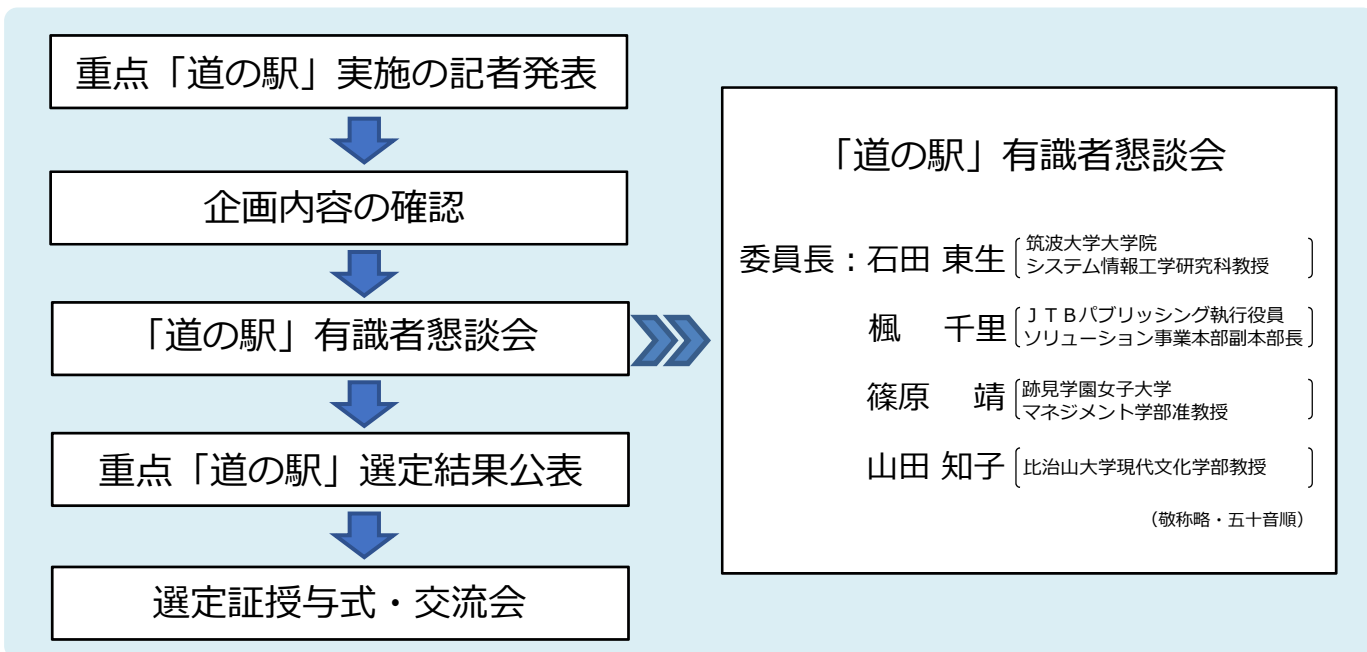 重点「道の駅」実施の記者発表
企画内容の確認
「道の駅」有識者懇談会
重点「道の駅」選定結果公表
選定証授与式・交流会
「道の駅」有識者懇談会
委員長：石田 東生
筑波大学大学院
システム情報工学研究科教授
楓　千里
ＪＴＢパブリッシング執行役員
ソリューション事業本部副本部長
篠原　靖
跡見学園女子大学
マネジメント学部准教授
山田 知子
比治山大学現代文化学部教授
（敬称略・五十音順）